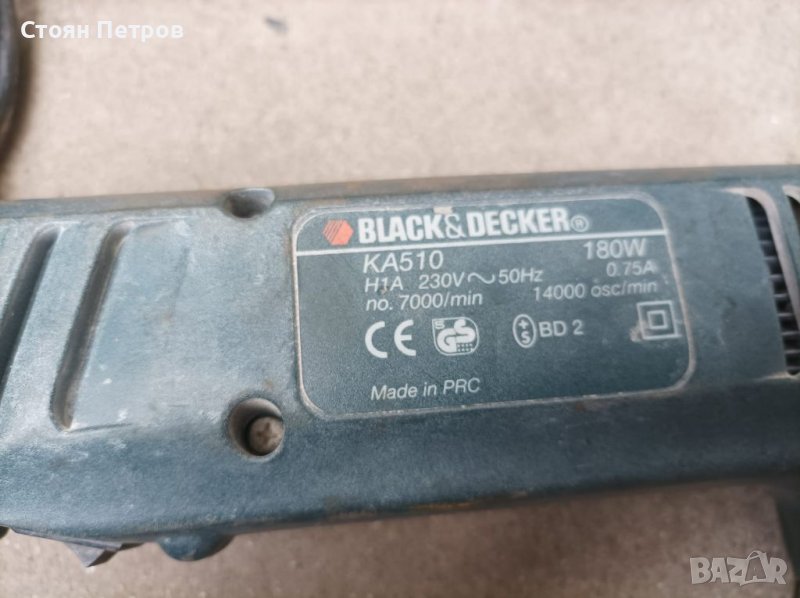 Стоян Петров
BLACK&DECKER®
KA510 180W
H1A 230V~50Hz 0.75A
no. 7000/min 14000 osc/min
CE GS BD 2
Made in PRC
BAZAR